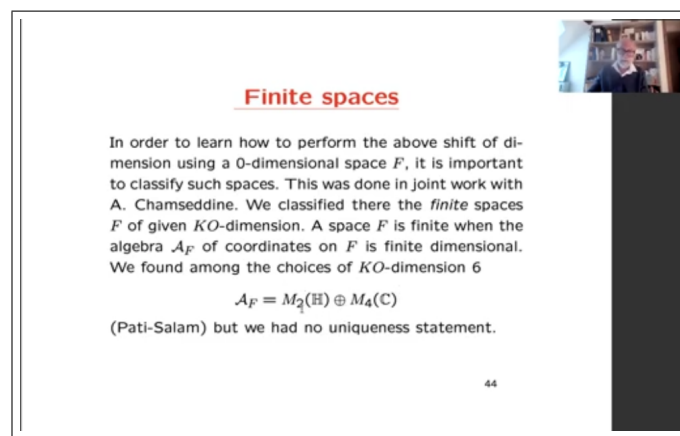 Finite spaces
In order to learn how to perform the above shift of di-
mension using a 0-dimensional space F, it is important
to classify such spaces. This was done in joint work with
A. Chamseddine. We classified there the finite spaces
F of given KO-dimension. A space F is finite when the
algebra 𝒜_F of coordinates on F is finite dimensional.
We found among the choices of KO-dimension 6
𝒜_F = M₂(ℍ) ⊕ M₄(ℂ)
(Pati-Salam) but we had no uniqueness statement.
44